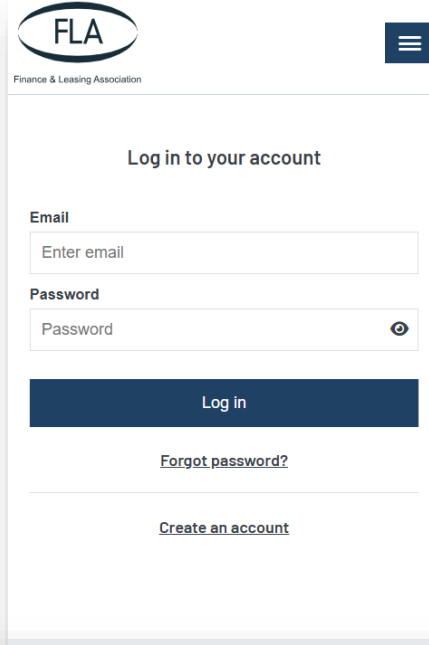 FLA
Finance & Leasing Association
Log in to your account
Email
Enter email
Password
Password
Log in
Forgot password?
Create an account